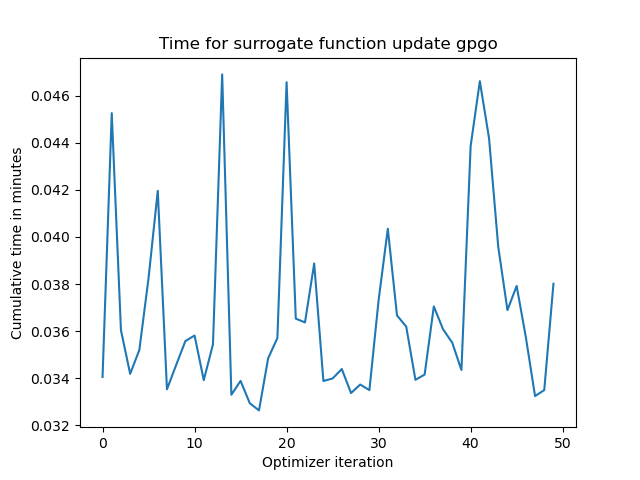 Time for surrogate function update gpgo
Cumulative time in minutes
0.046
0.044
0.042
0.040
0.038
0.036
0.034
0.032
0 10 20 30 40 50
Optimizer iteration